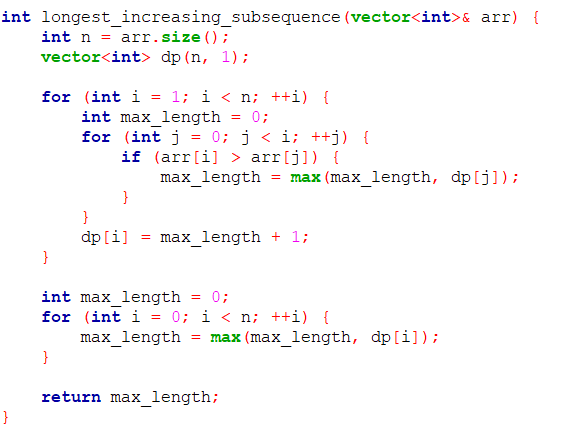 int longest_increasing_subsequence(vector<int>& arr) {
    int n = arr.size();
    vector<int> dp(n, 1);

    for (int i = 1; i < n; ++i) {
        int max_length = 0;
        for (int j = 0; j < i; ++j) {
            if (arr[i] > arr[j]) {
                max_length = max(max_length, dp[j]);
            }
        }
        dp[i] = max_length + 1;
    }

    int max_length = 0;
    for (int i = 0; i < n; ++i) {
        max_length = max(max_length, dp[i]);
    }

    return max_length;
}